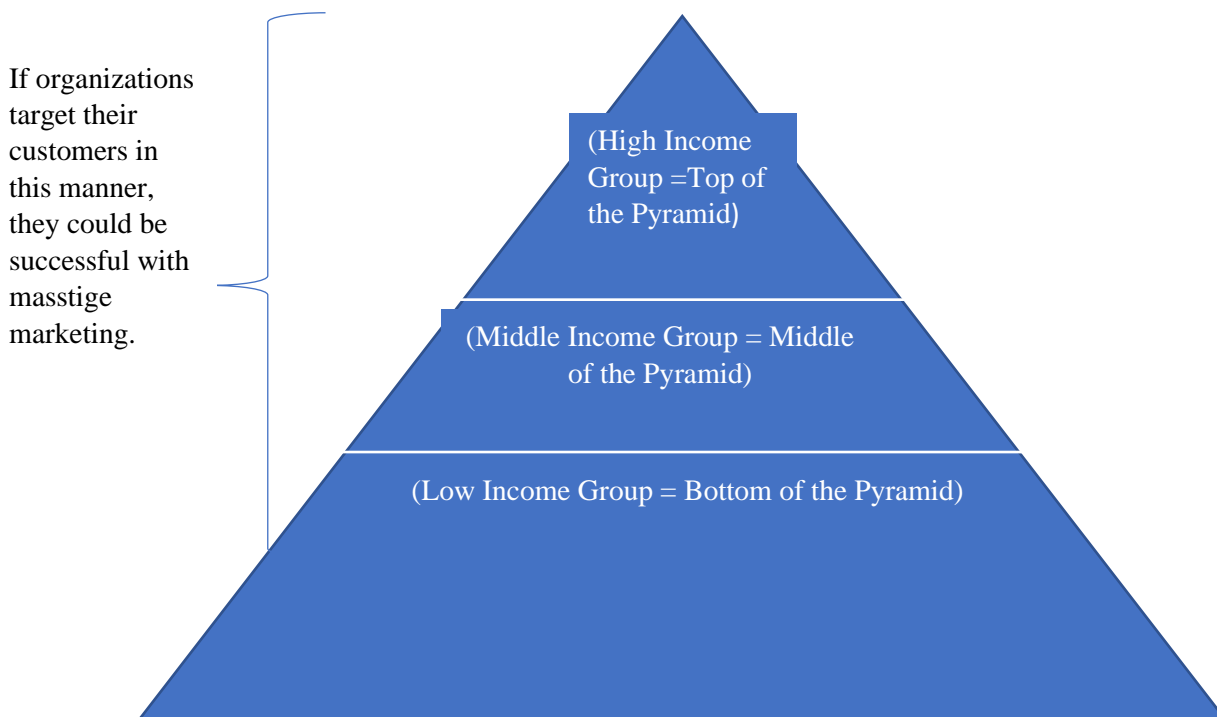 If organizations
target their
customers in
this manner,
they could be
successful with
masstige
marketing.
(High Income
Group =Top of
the Pyramid)
(Middle Income Group = Middle
of the Pyramid)
(Low Income Group = Bottom of the Pyramid)